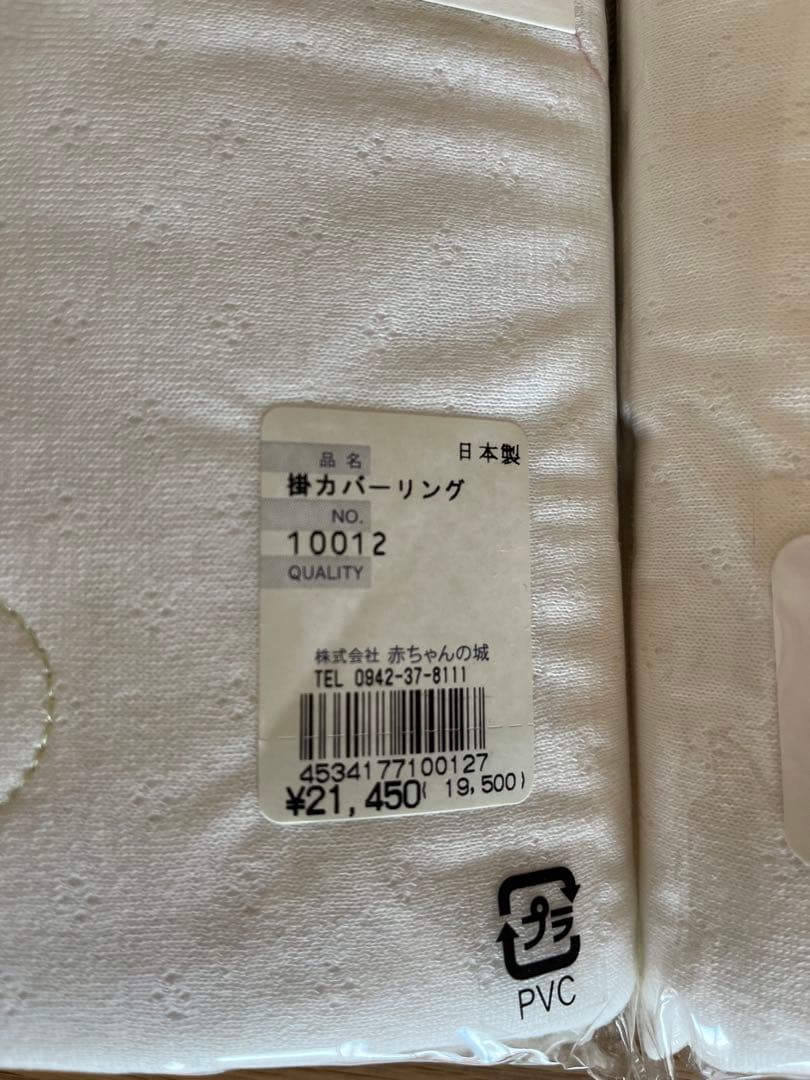 日本製
品名
掛カバーリング
NO.
10012
QUALITY
株式会社 赤ちゃんの城
TEL 0942-37-8111
4534177100127
¥21,450( 19,500)
プラ
PVC